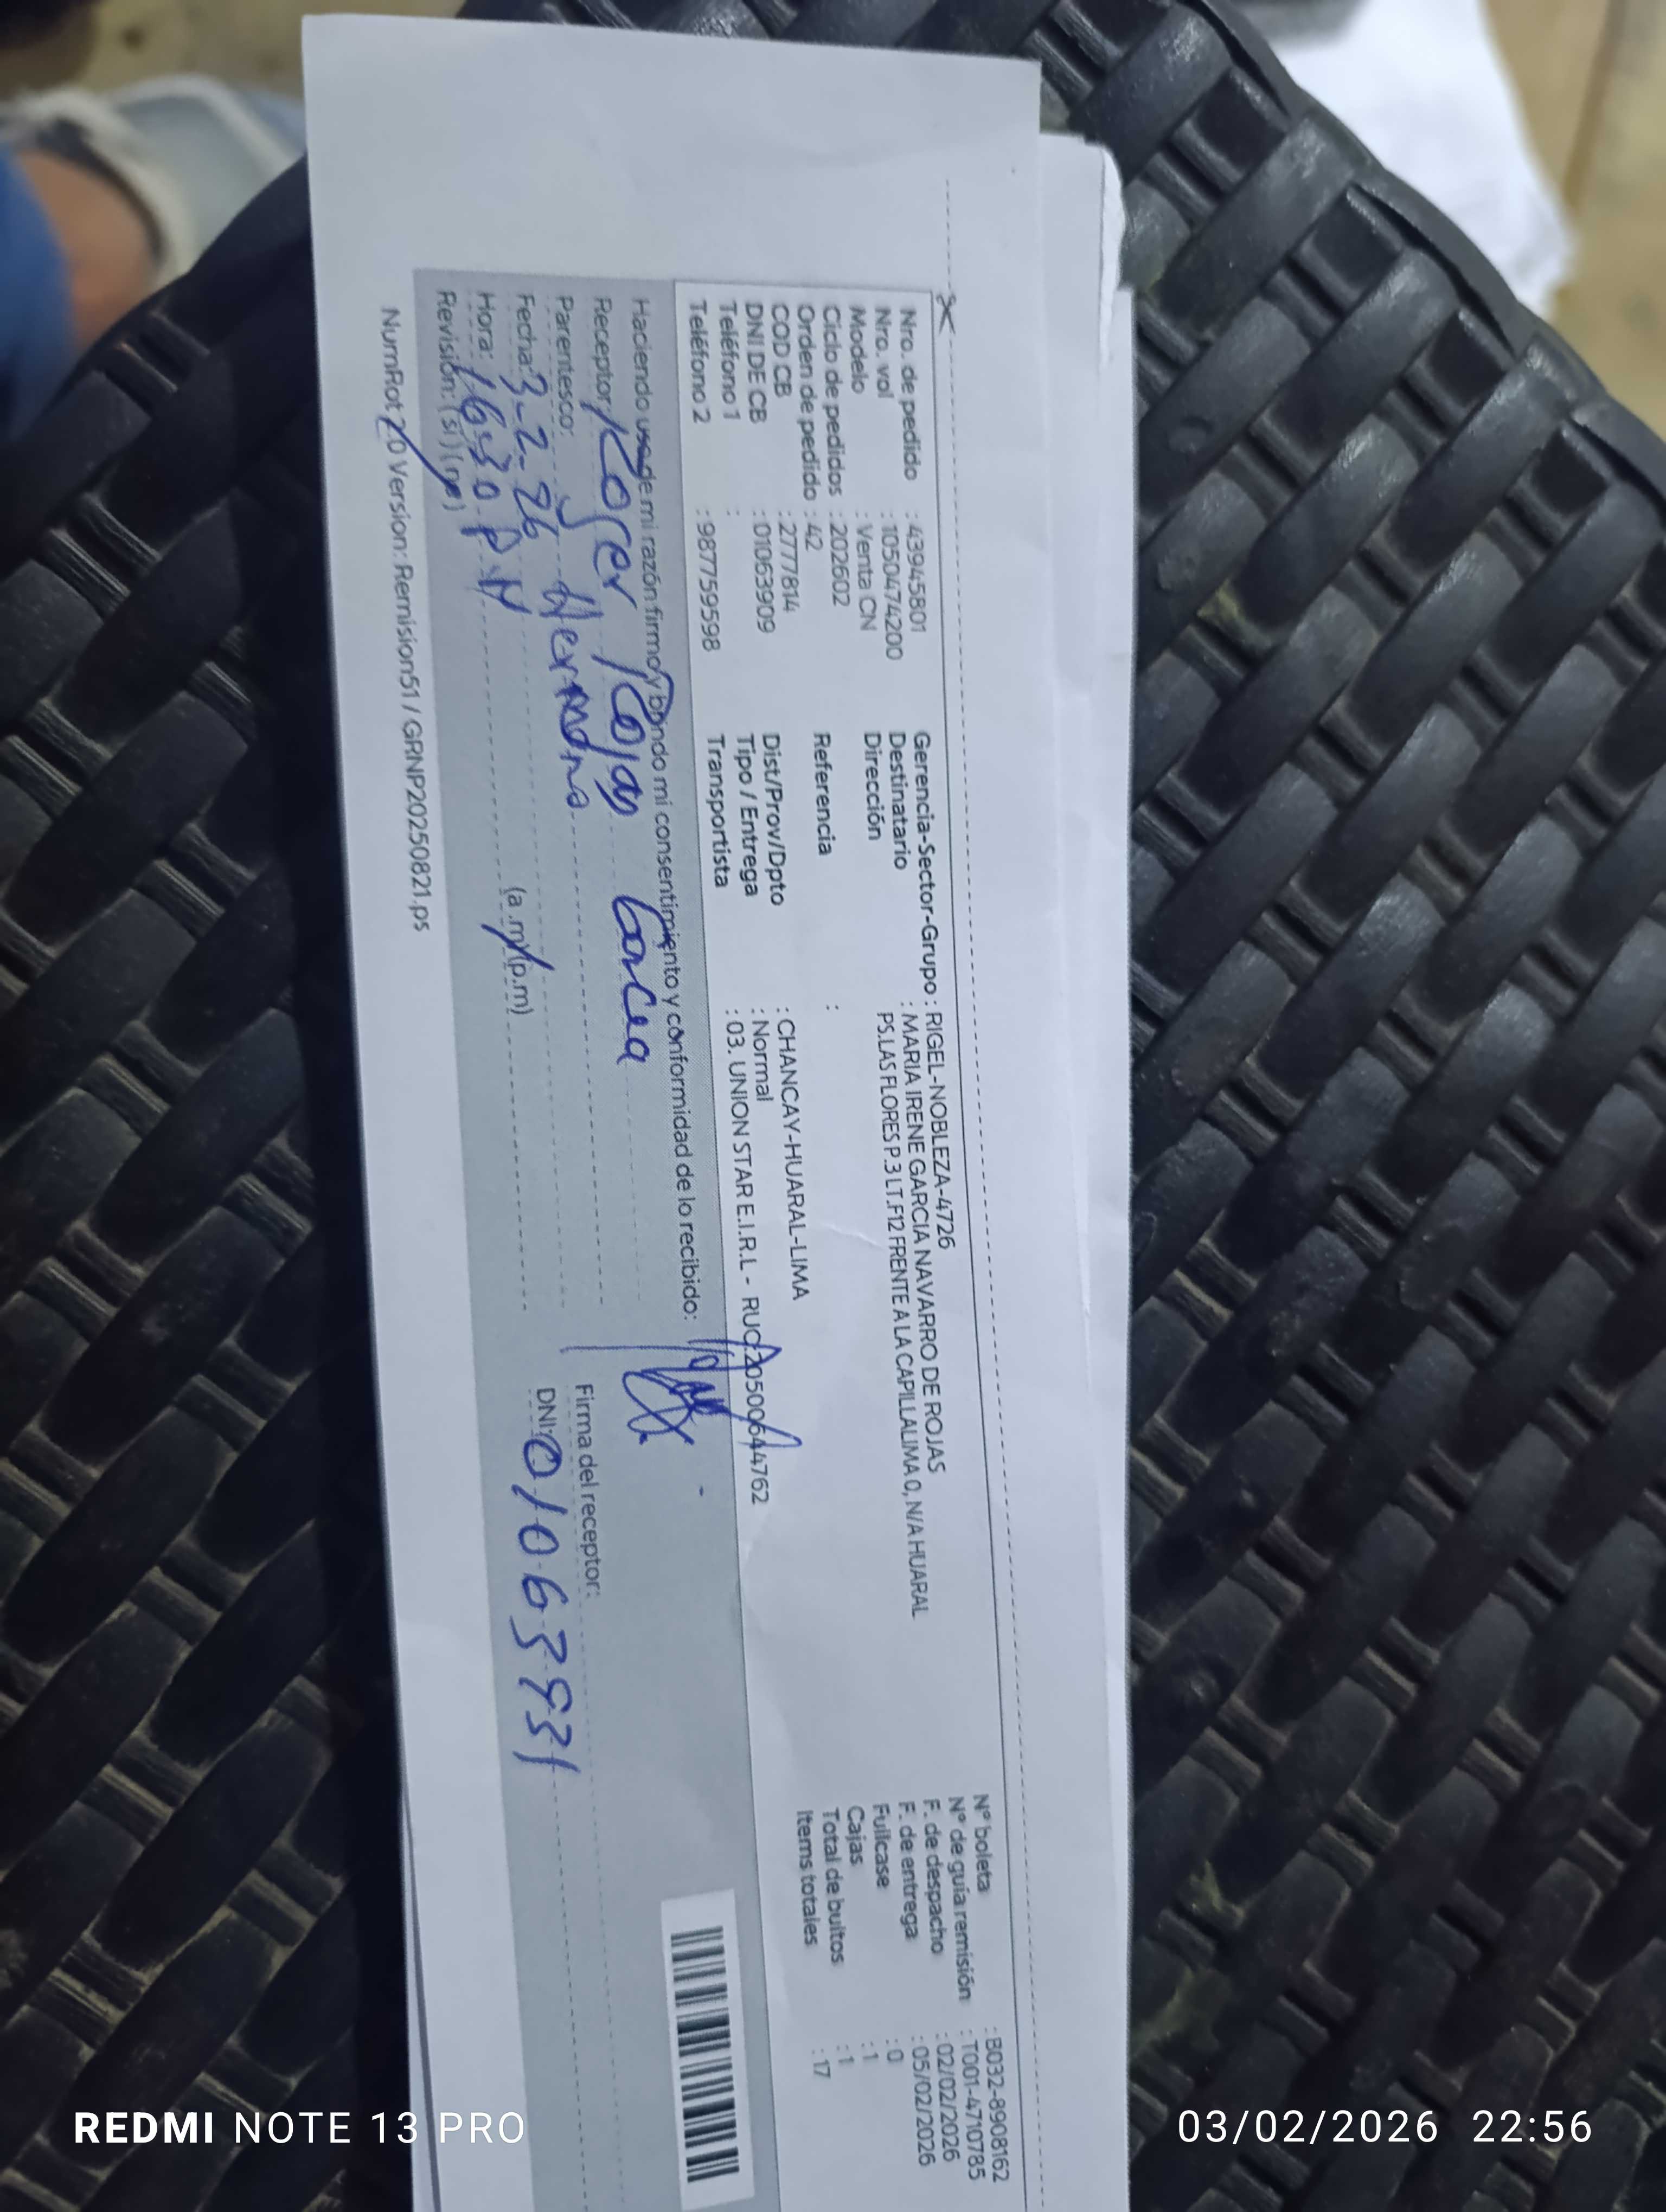 Nro. de pedido : 43945801
Nro. vol : 1050474200
Modelo : Venta CN
Ciclo de pedidos : 202602
Orden de pedido : 42
COD CB : 2777814
DNI DE CB : 01063909
Teléfono 1 :
Teléfono 2 : 987759598
Gerencia-Sector-Grupo : RIGEL-NOBLEZA-4726
Destinatario : MARIA IRENE GARCIA NAVARRO DE ROJAS
Dirección PS.LAS FLORES P.3 LT.F12 FRENTE A LA CAPILLALIMA 0, N/A HUARAL
Referencia :
Dist/Prov/Dpto : CHANCAY-HUARAL-LIMA
Tipo / Entrega : Normal
Transportista : 03. UNION STAR E.I.R.L - RUC:20500644762
N° boleta : B032-8908162
N° de guía remisión : T001-4710785
F. de despacho : 02/02/2026
F. de entrega : 05/02/2026
Fullcase : 0
Cajas : 1
Total de bultos : 1
Items totales : 17
Haciendo uso de mi razón firmo y brindo mi consentimiento y conformidad de lo recibido:
Receptor: Roger Rojas Garcia
Parentesco:
Fecha: 3-2-26
Hora: 16:30 P.M (a.m) (p.m)
Revisión: (si) (no)
Firma del receptor:
DNI:
NumRot 2.0 Version: Remision51 / GRNP20250821.ps
REDMI NOTE 13 PRO
03/02/2026 22:56